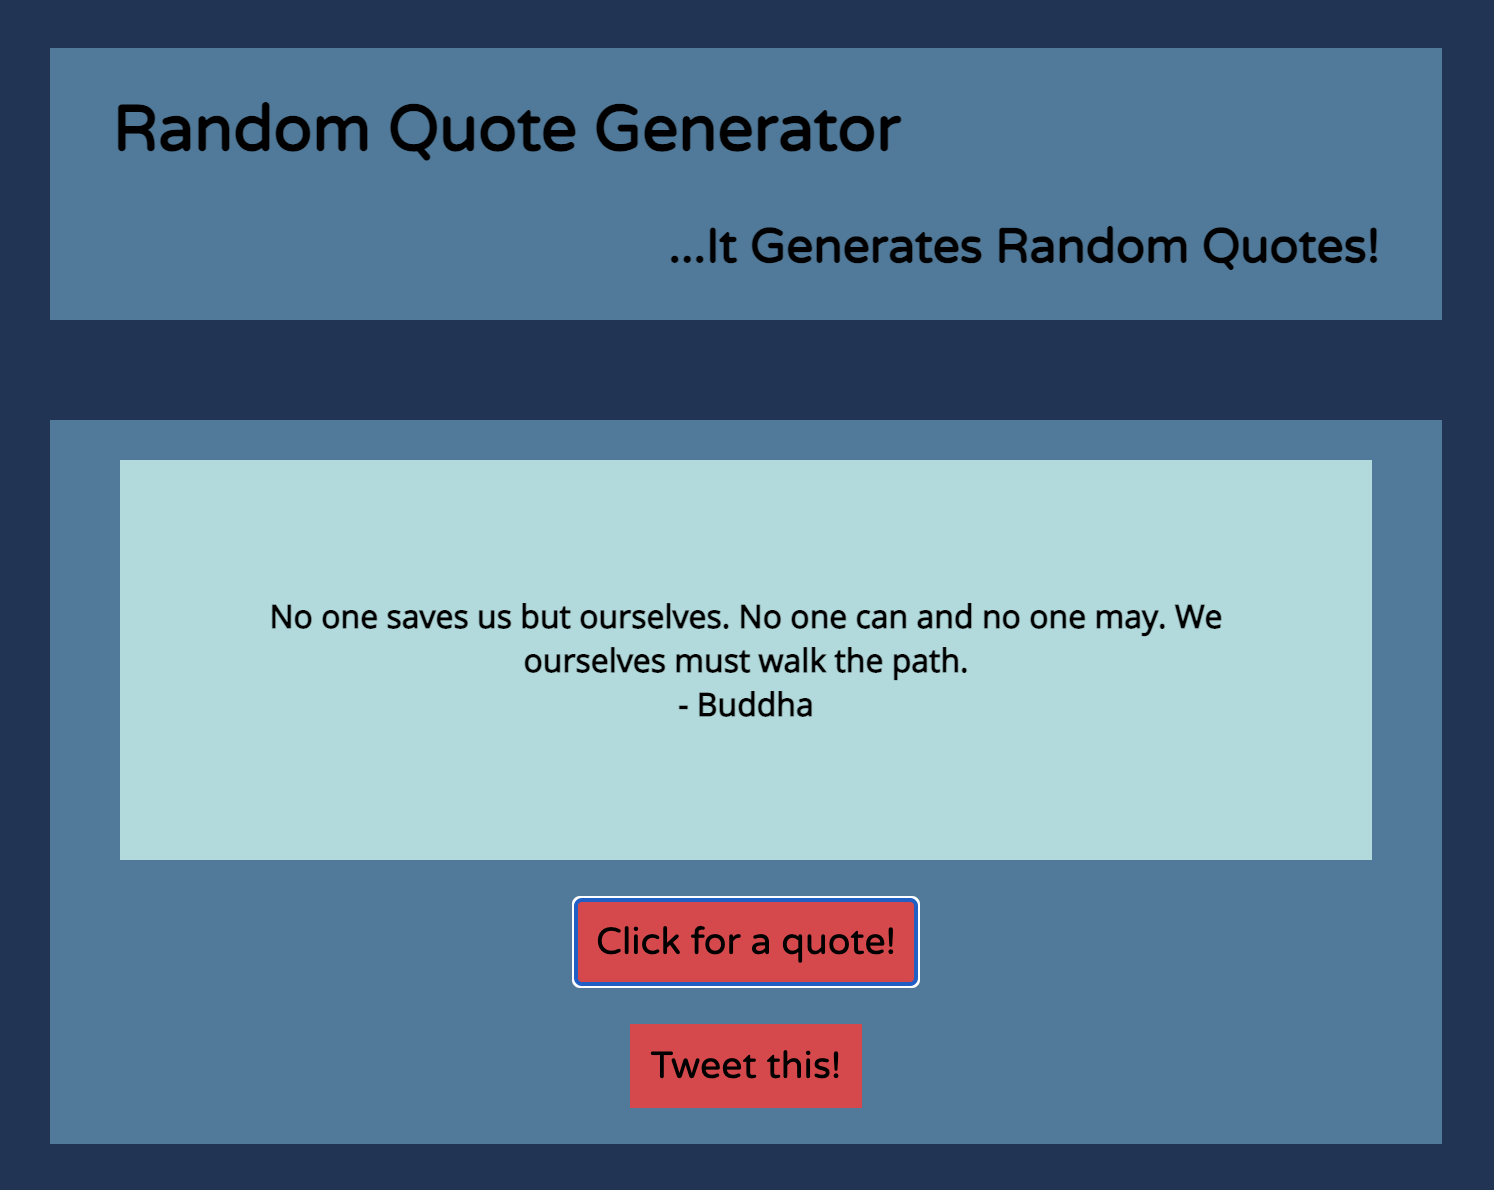 Random Quote Generator
...It Generates Random Quotes!
No one saves us but ourselves. No one can and no one may. We
ourselves must walk the path.
- Buddha
Click for a quote!
Tweet this!